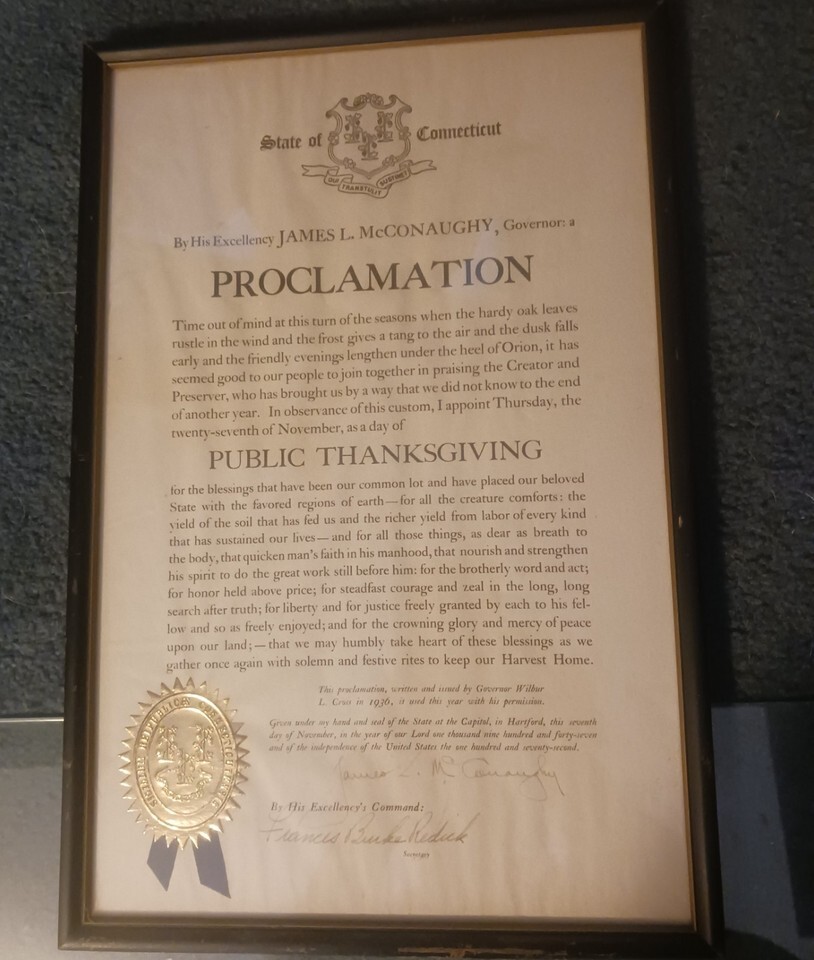 State of Connecticut
QUI TRANSTULIT SUSTINET
By His Excellency JAMES L. McCONAUGHY, Governor: a
PROCLAMATION
Time out of mind at this turn of the seasons when the hardy oak leaves
rustle in the wind and the frost gives a tang to the air and the dusk falls
early and the friendly evenings lengthen under the heel of Orion, it has
seemed good to our people to join together in praising the Creator and
Preserver, who has brought us by a way that we did not know to the end
of another year. In observance of this custom, I appoint Thursday, the
twenty-seventh of November, as a day of
PUBLIC THANKSGIVING
for the blessings that have been our common lot and have placed our beloved
State with the favored regions of earth—for all the creature comforts: the
yield of the soil that has fed us and the richer yield from labor of every kind
that has sustained our lives—and for all those things, as dear as breath to
the body, that quicken man's faith in his manhood, that nourish and strengthen
his spirit to do the great work still before him: for the brotherly word and act;
for honor held above price; for steadfast courage and zeal in the long, long
search after truth; for liberty and for justice freely granted by each to his fel-
low and so as freely enjoyed; and for the crowning glory and mercy of peace
upon our land;—that we may humbly take heart of these blessings as we
gather once again with solemn and festive rites to keep our Harvest Home.
This proclamation, written and issued by Governor Wilbur
L. Cross in 1936, is used this year with his permission.
Given under my hand and seal of the State at the Capitol, in Hartford, this seventh
day of November, in the year of our Lord one thousand nine hundred and forty-seven
and of the independence of the United States the one hundred and seventy-second.
James L. McConaughy
By His Excellency's Command:
Francis Burke Redick
Secretary